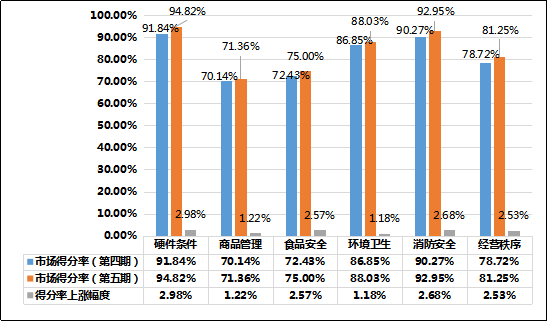 100.00%
90.00%
80.00%
70.00%
60.00%
50.00%
40.00%
30.00%
20.00%
10.00%
0.00%
91.84% 94.82% 2.98%
70.14% 71.36% 1.22%
72.43% 75.00% 2.57%
86.85% 88.03% 1.18%
90.27% 92.95% 2.68%
78.72% 81.25% 2.53%
硬件条件 商品管理 食品安全 环境卫生 消防安全 经营秩序
市场得分率（第四期） 91.84% 70.14% 72.43% 86.85% 90.27% 78.72%
市场得分率（第五期） 94.82% 71.36% 75.00% 88.03% 92.95% 81.25%
得分率上涨幅度 2.98% 1.22% 2.57% 1.18% 2.68% 2.53%